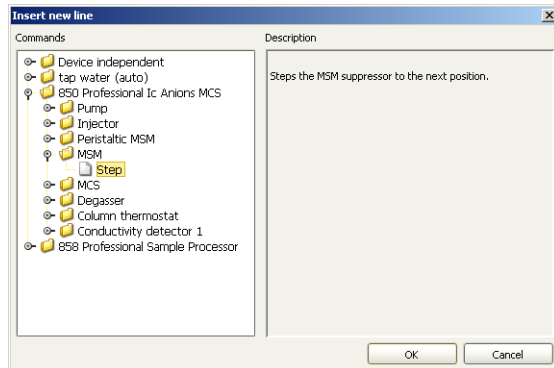 Insert new line
Commands
Description
Device independent
tap water (auto)
850 Professional Ic Anions MCS
Pump
Injector
Peristaltic MSM
MSM
Step
MCS
Degasser
Column thermostat
Conductivity detector 1
858 Professional Sample Processor
Steps the MSM suppressor to the next position.
OK
Cancel